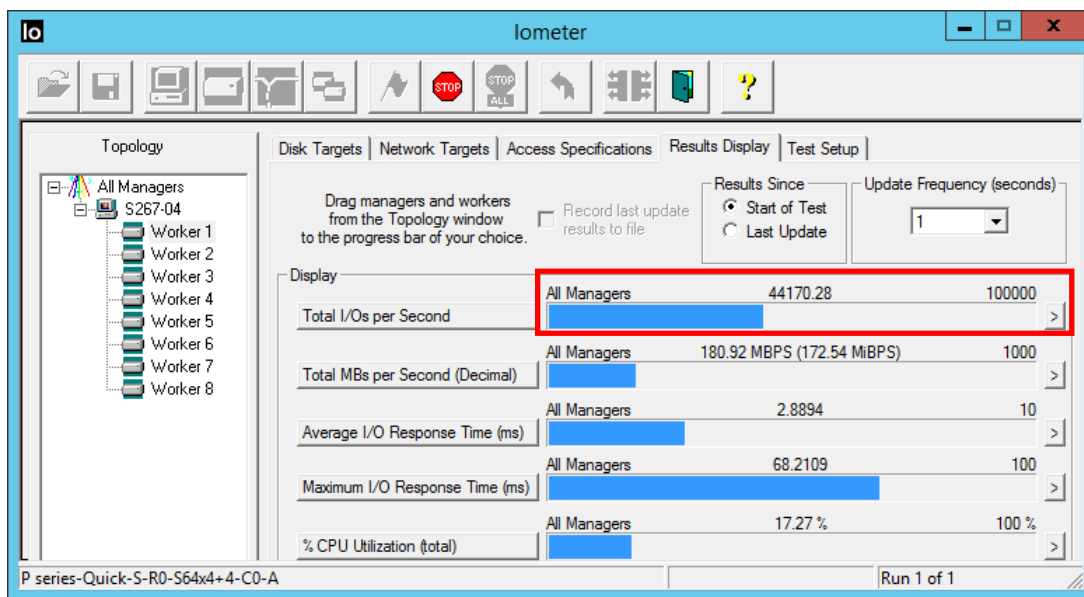 Io Iometer
STOP STOP ALL ?
Topology
All Managers
S267-04
Worker 1
Worker 2
Worker 3
Worker 4
Worker 5
Worker 6
Worker 7
Worker 8
Disk Targets Network Targets Access Specifications Results Display Test Setup
Drag managers and workers
from the Topology window
to the progress bar of your choice.
Record last update
results to file
Results Since
Start of Test
Last Update
Update Frequency (seconds)
1
Display
All Managers 44170.28 100000
Total I/Os per Second >
All Managers 180.92 MBPS (172.54 MiBPS) 1000
Total MBs per Second (Decimal) >
All Managers 2.8894 10
Average I/O Response Time (ms) >
All Managers 68.2109 100
Maximum I/O Response Time (ms) >
All Managers 17.27 % 100 %
% CPU Utilization (total) >
P series-Quick-S-R0-S64x4+4-C0-A Run 1 of 1